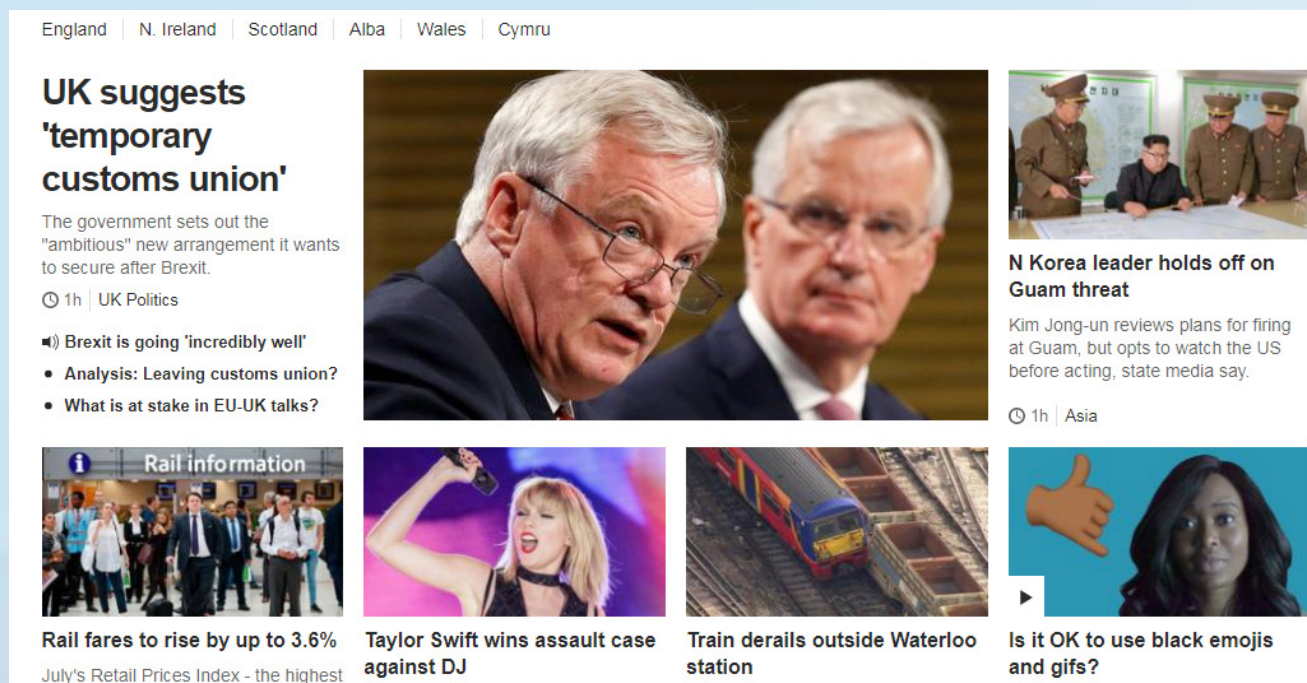 England
N. Ireland
Scotland
Alba
Wales
Cymru
UK suggests
'temporary
customs union'
The government sets out the
"ambitious" new arrangement it wants
to secure after Brexit.
1h
UK Politics
Brexit is going 'incredibly well'
Analysis: Leaving customs union?
What is at stake in EU-UK talks?
N Korea leader holds off on
Guam threat
Kim Jong-un reviews plans for firing
at Guam, but opts to watch the US
before acting, state media say.
1h
Asia
i Rail information
Rail fares to rise by up to 3.6%
July's Retail Prices Index - the highest
Taylor Swift wins assault case
against DJ
Train derails outside Waterloo
station
Is it OK to use black emojis
and gifs?